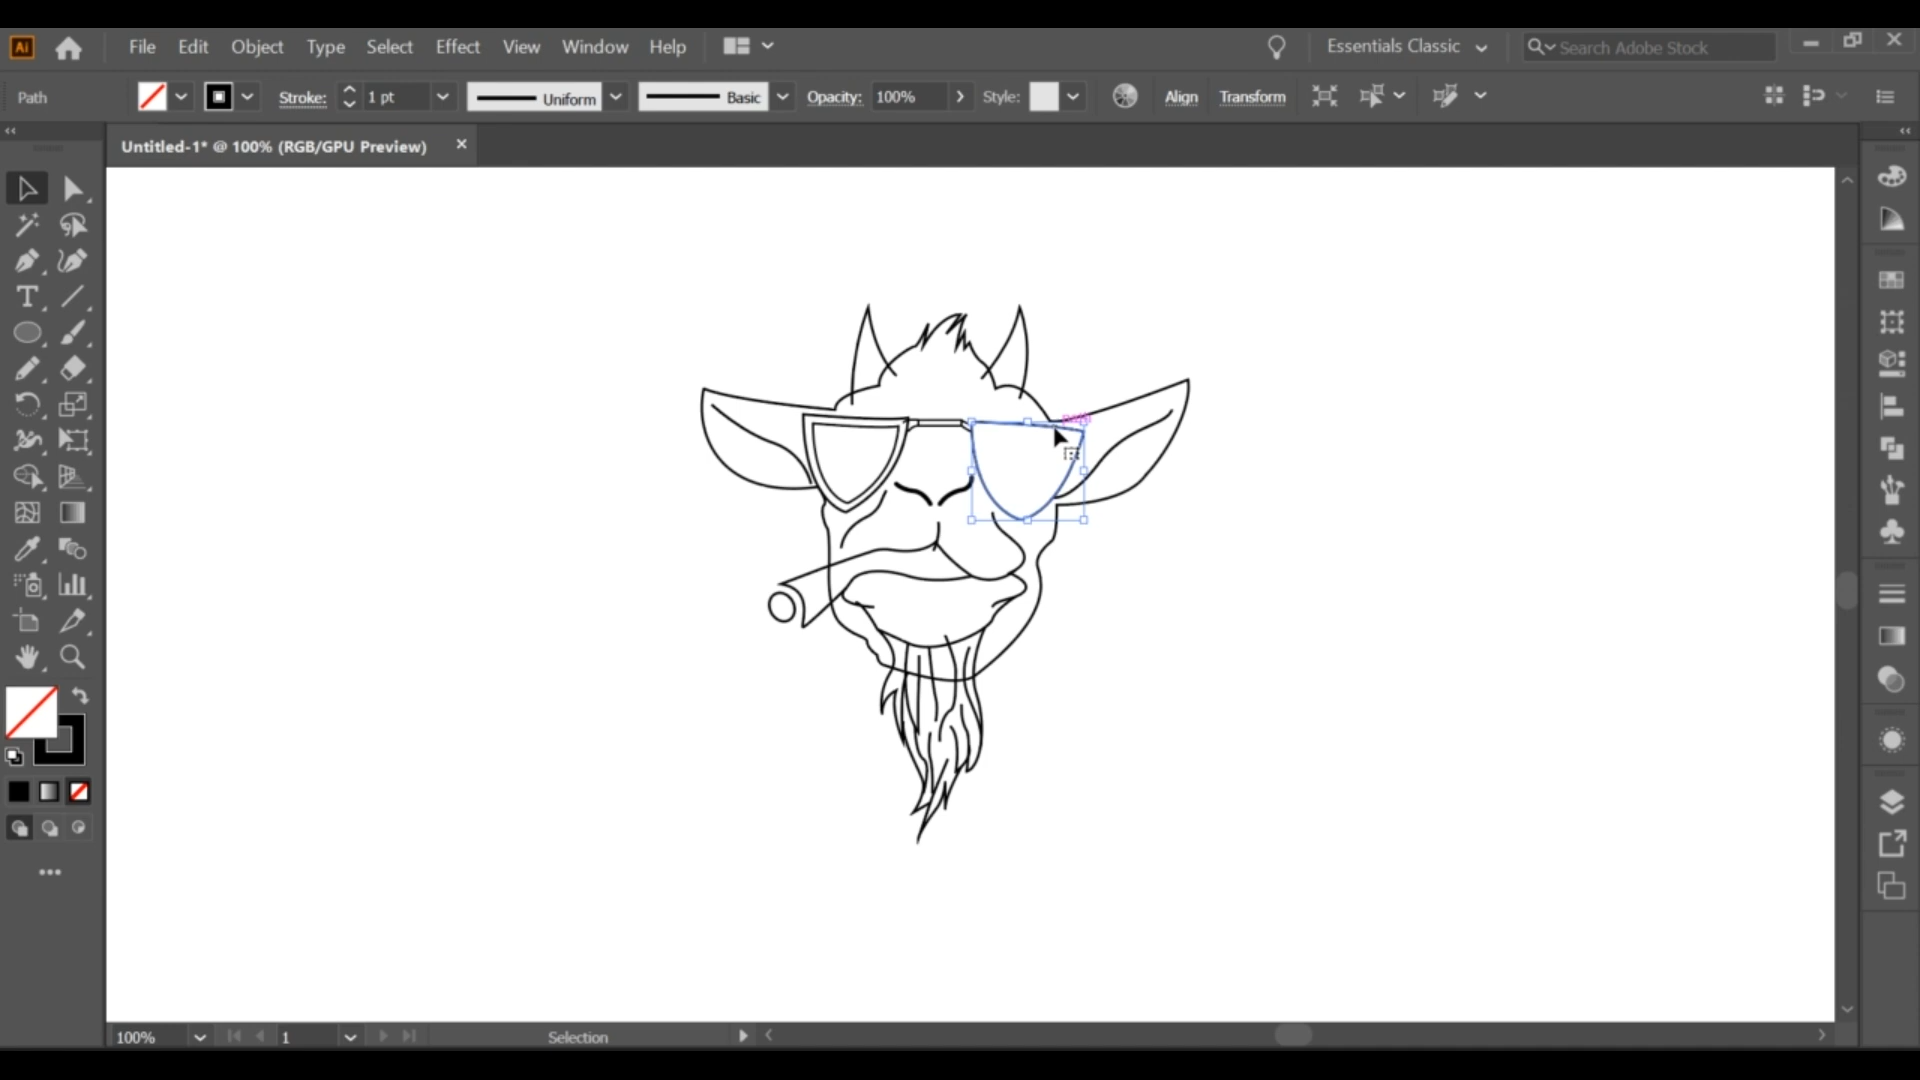 Ai File Edit Object Type Select Effect View Window Help Essentials Classic Search Adobe Stock
Path Stroke: 1 pt Uniform Basic Opacity: 100% Style: Align Transform
Untitled-1* @ 100% (RGB/GPU Preview)
100% 1 Selection